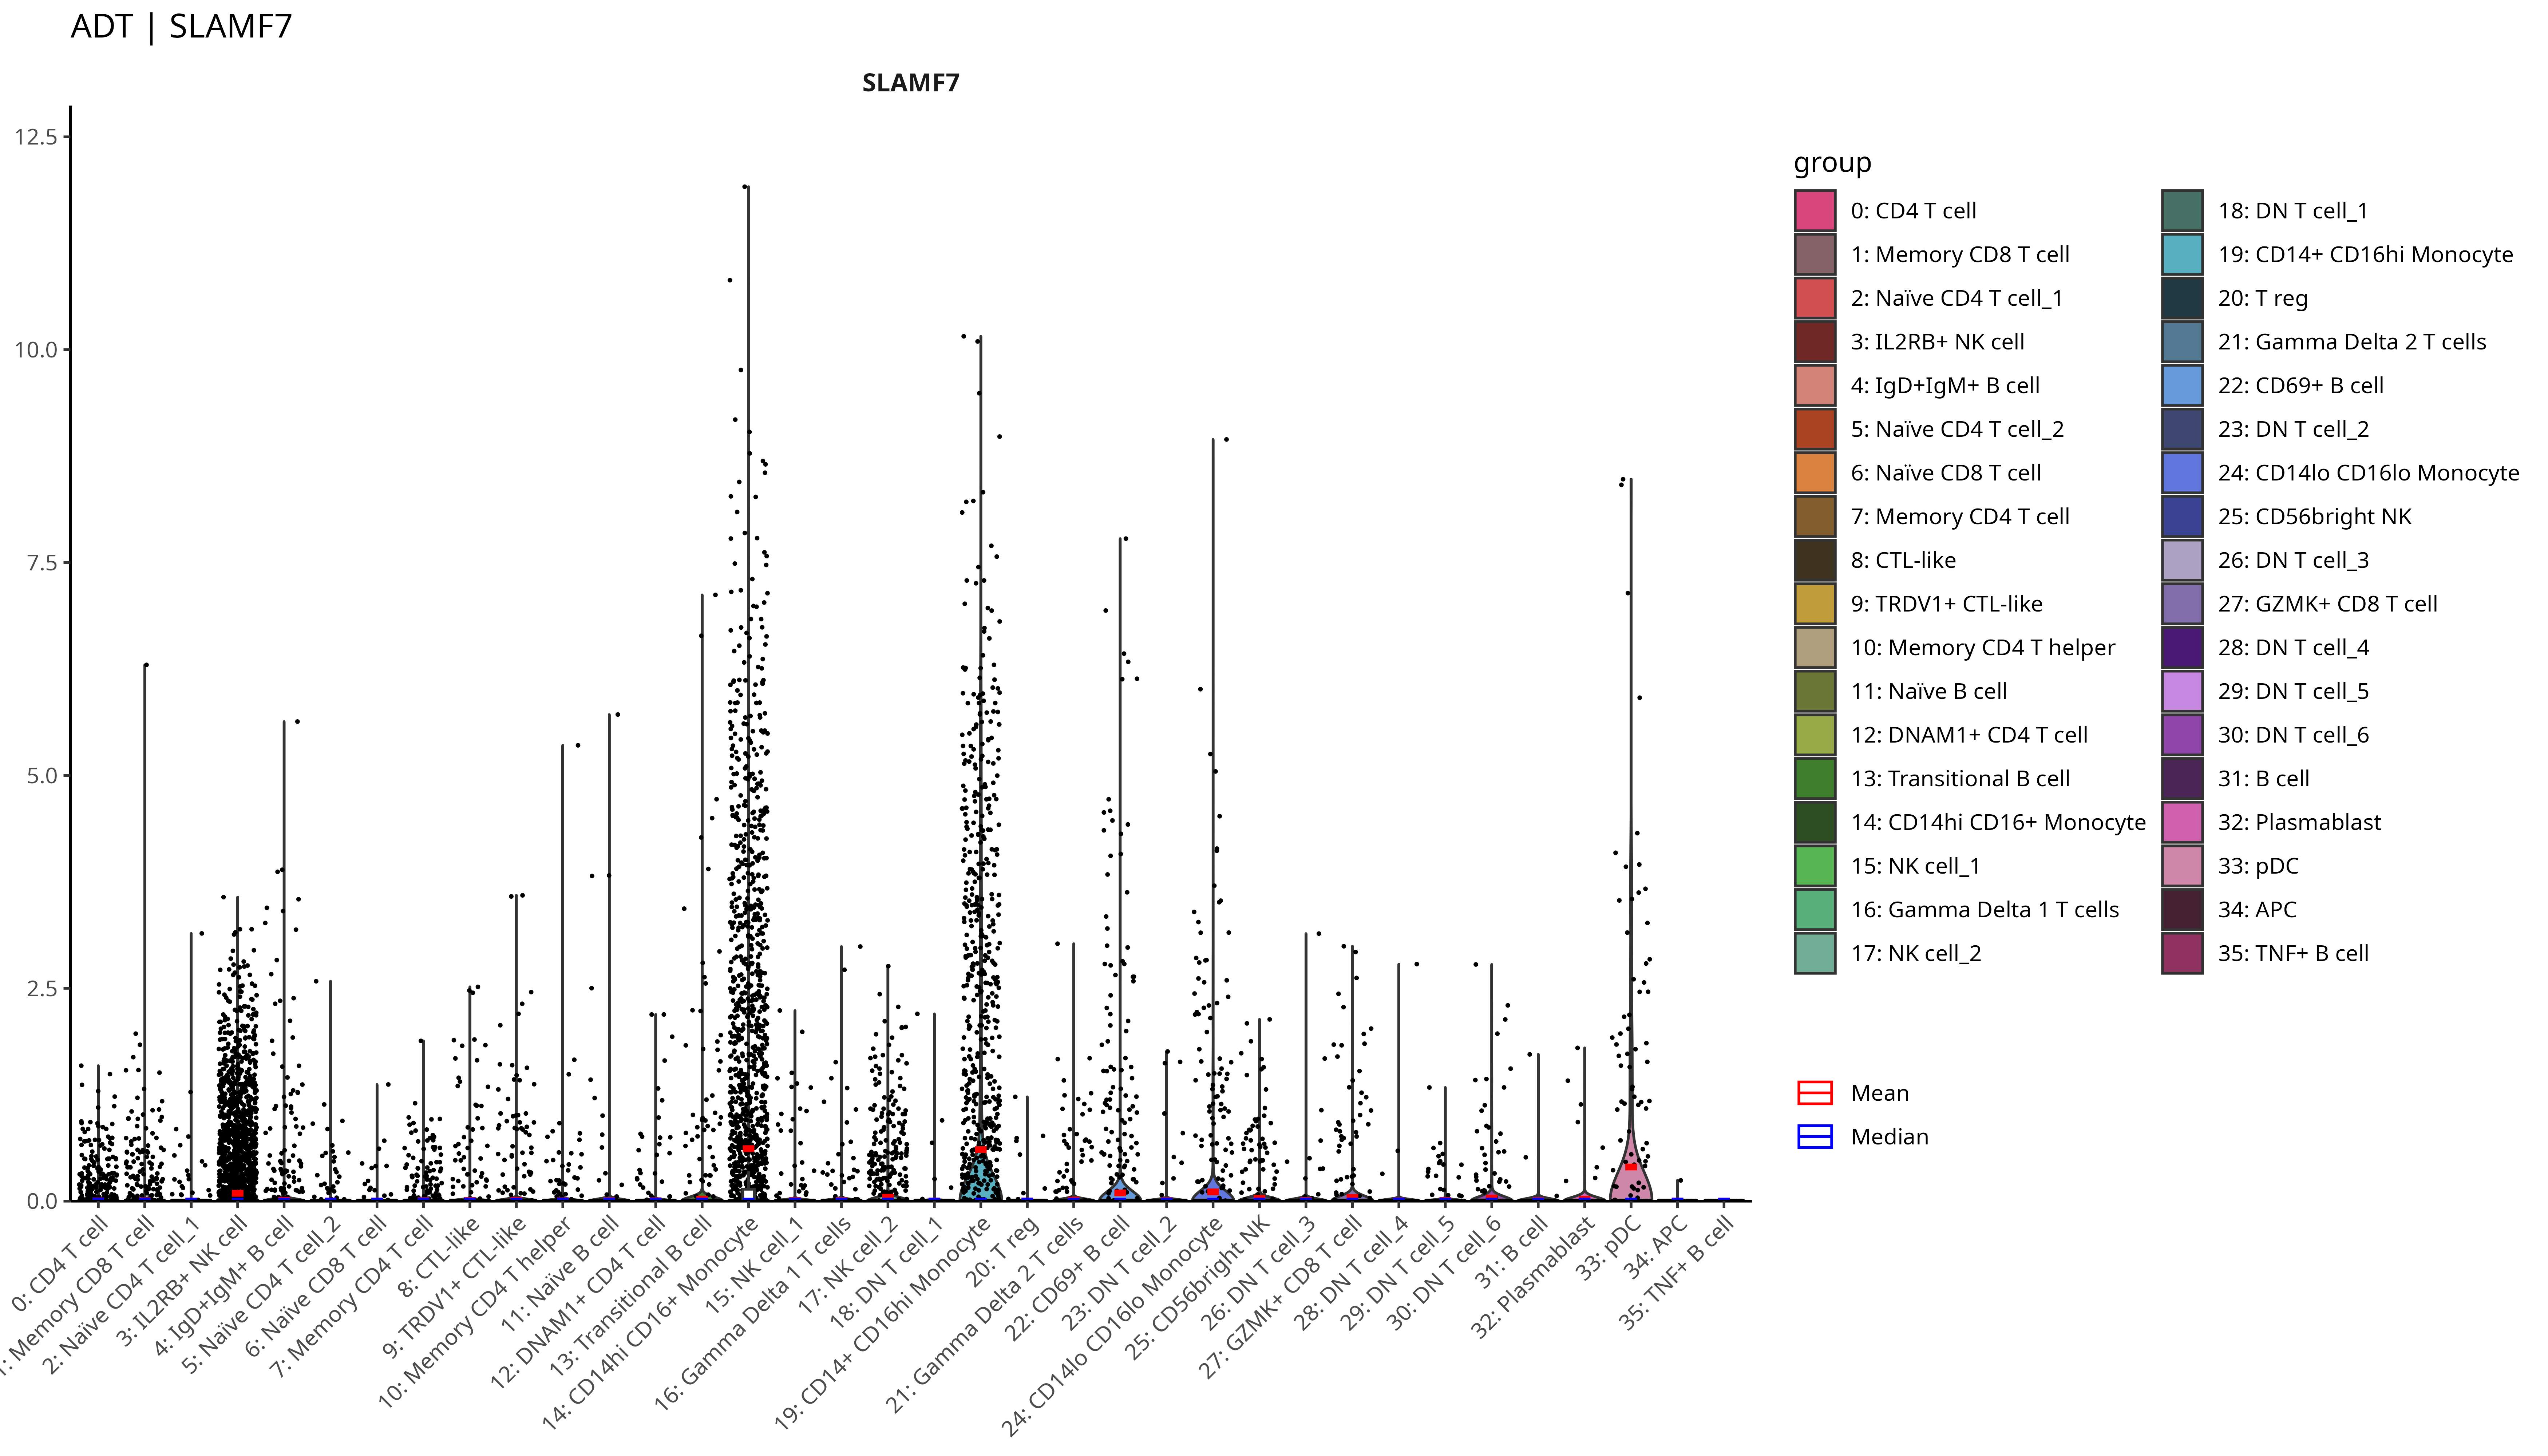 ADT | SLAMF7
SLAMF7
12.5
10.0
7.5
5.0
2.5
0.0
0: CD4 T cell
1: Memory CD8 T cell
2: Naïve CD4 T cell_1
3: IL2RB+ NK cell
4: IgD+IgM+ B cell
5: Naïve CD4 T cell_2
6: Naïve CD8 T cell
7: Memory CD4 T cell
8: CTL-like
9: TRDV1+ CTL-like
10: Memory CD4 T helper
11: Naïve B cell
12: DNAM1+ CD4 T cell
13: Transitional B cell
14: CD14hi CD16+ Monocyte
15: NK cell_1
16: Gamma Delta 1 T cells
17: NK cell_2
18: DN T cell_1
19: CD14+ CD16hi Monocyte
20: T reg
21: Gamma Delta 2 T cells
22: CD69+ B cell
23: DN T cell_2
24: CD14lo CD16lo Monocyte
25: CD56bright NK
26: DN T cell_3
27: GZMK+ CD8 T cell
28: DN T cell_4
29: DN T cell_5
30: DN T cell_6
31: B cell
32: Plasmablast
33: pDC
34: APC
35: TNF+ B cell
group
0: CD4 T cell
1: Memory CD8 T cell
2: Naïve CD4 T cell_1
3: IL2RB+ NK cell
4: IgD+IgM+ B cell
5: Naïve CD4 T cell_2
6: Naïve CD8 T cell
7: Memory CD4 T cell
8: CTL-like
9: TRDV1+ CTL-like
10: Memory CD4 T helper
11: Naïve B cell
12: DNAM1+ CD4 T cell
13: Transitional B cell
14: CD14hi CD16+ Monocyte
15: NK cell_1
16: Gamma Delta 1 T cells
17: NK cell_2
18: DN T cell_1
19: CD14+ CD16hi Monocyte
20: T reg
21: Gamma Delta 2 T cells
22: CD69+ B cell
23: DN T cell_2
24: CD14lo CD16lo Monocyte
25: CD56bright NK
26: DN T cell_3
27: GZMK+ CD8 T cell
28: DN T cell_4
29: DN T cell_5
30: DN T cell_6
31: B cell
32: Plasmablast
33: pDC
34: APC
35: TNF+ B cell
Mean
Median